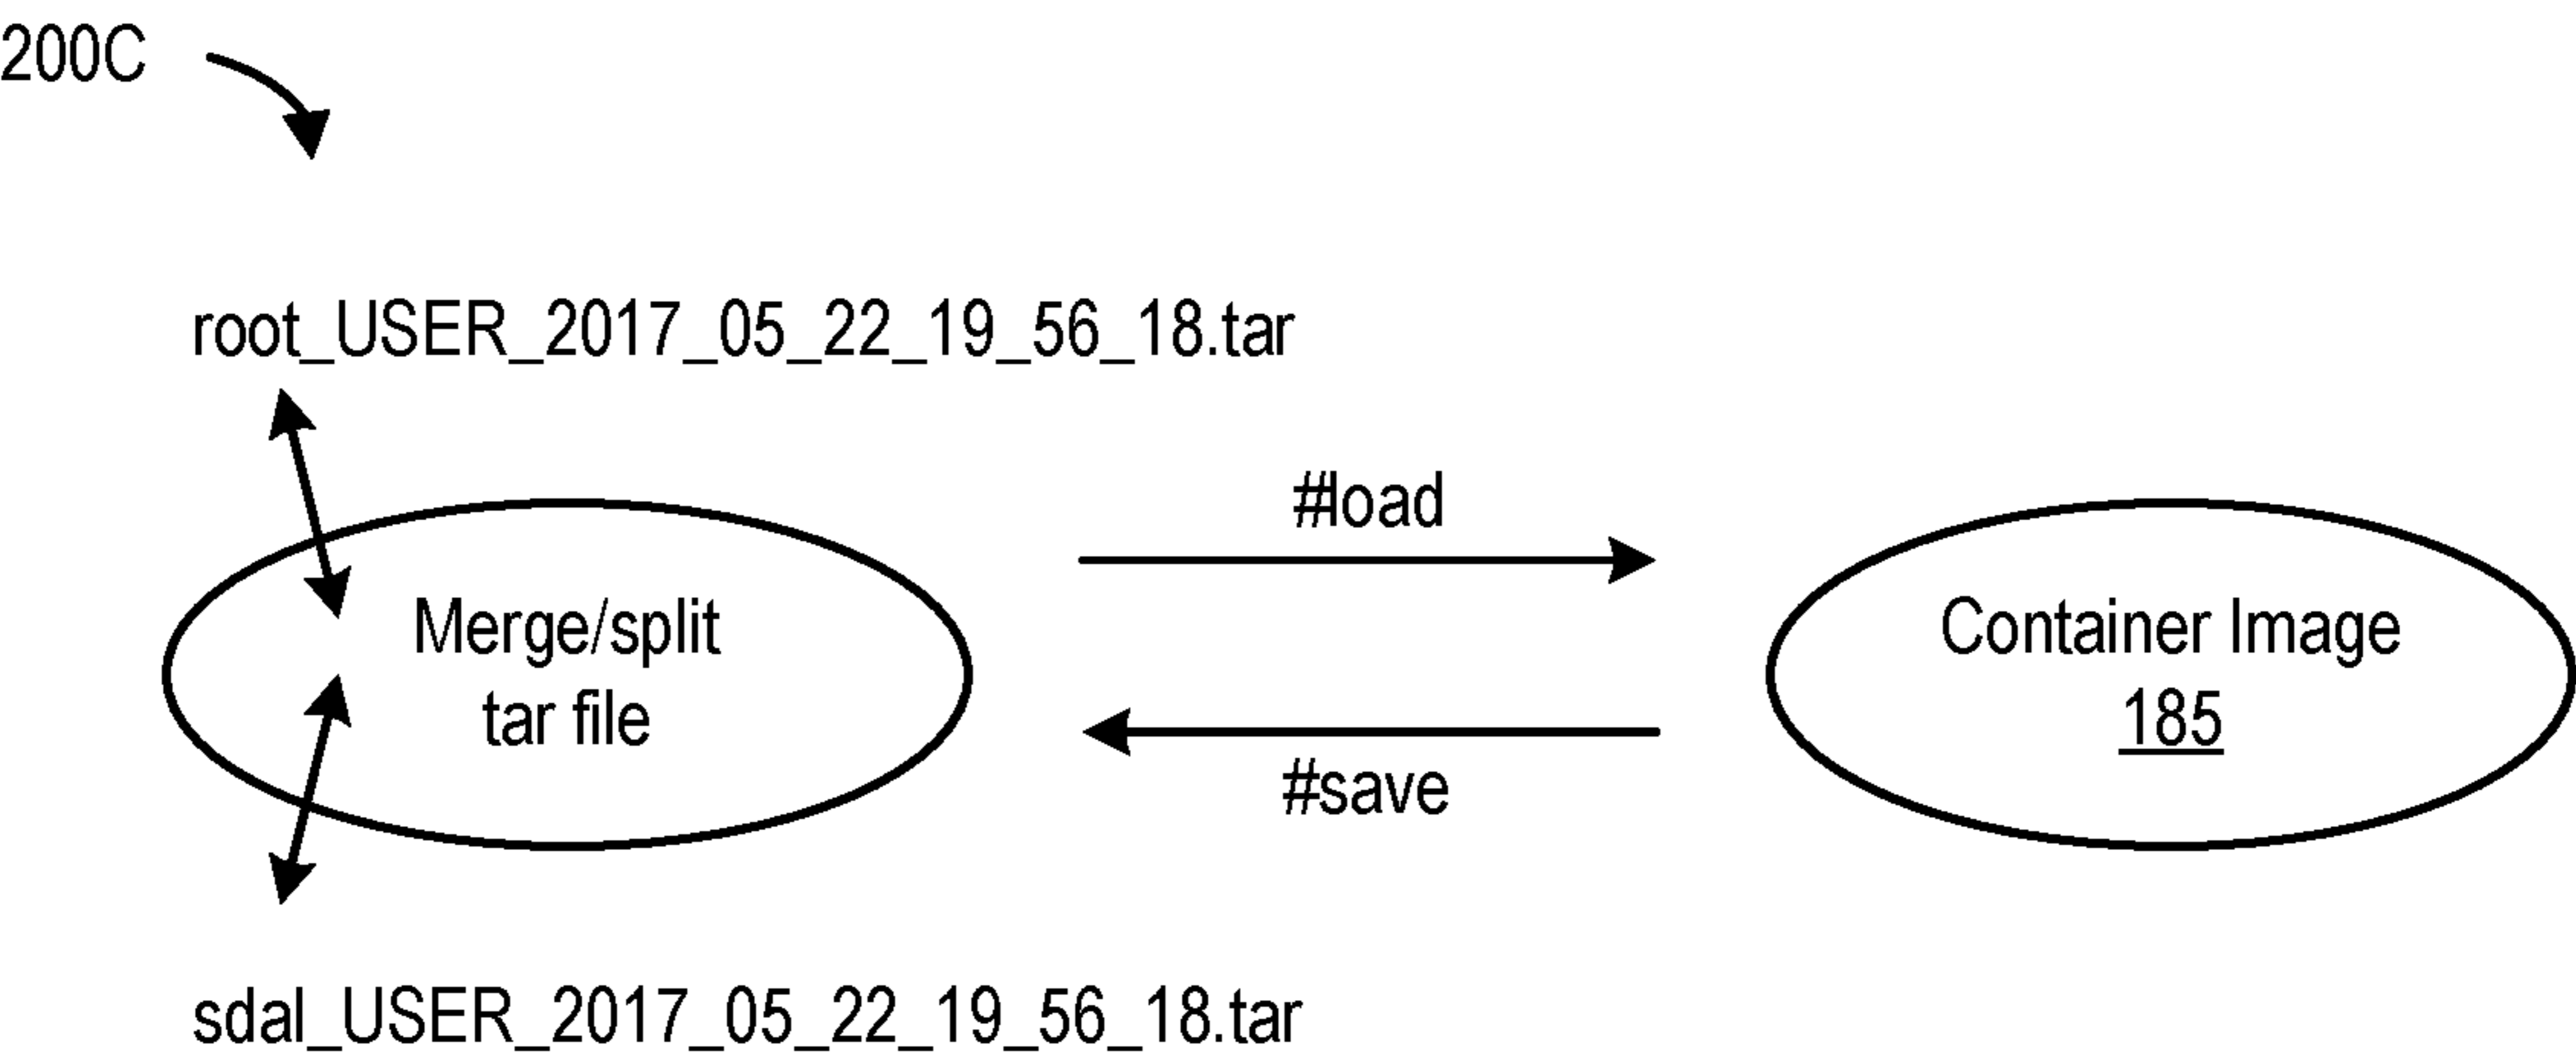 200C
root_USER_2017_05_22_19_56_18.tar
#load
Merge/split
tar file
Container Image
185
#save
sdal_USER_2017_05_22_19_56_18.tar